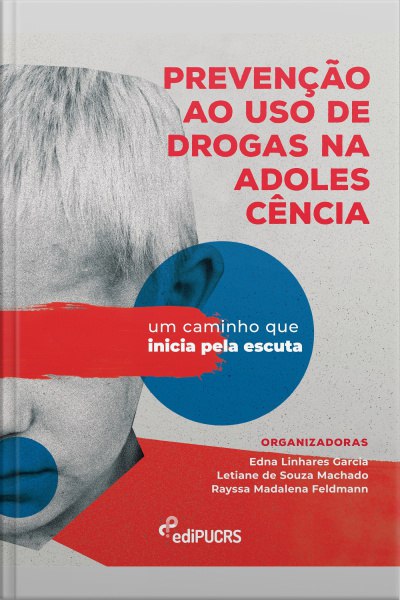 PREVENÇÃO
AO USO DE
DROGAS NA
ADOLES
CÊNCIA
um caminho que
inicia pela escuta
ORGANIZADORAS
Edna Linhares Garcia
Letiane de Souza Machado
Rayssa Madalena Feldmann
ediPUCRS